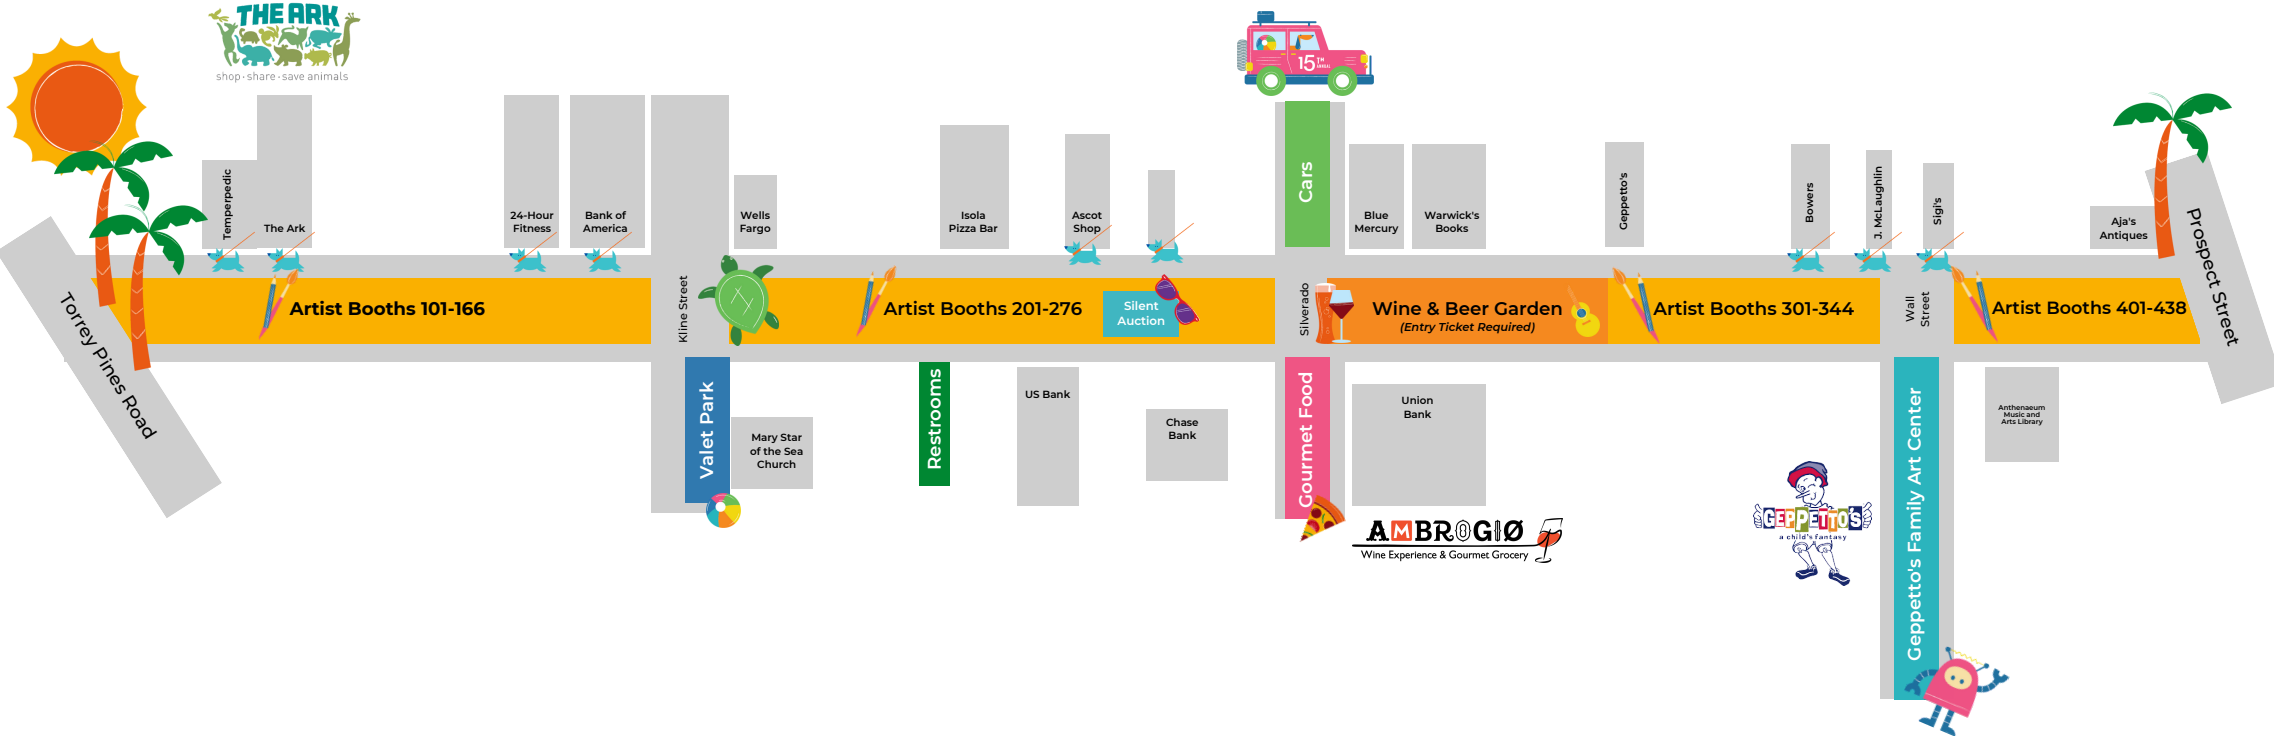 THE ARK
shop · share · save animals
15TH
ANNUAL
Temperpedic
The Ark
24-Hour
Fitness
Bank of
America
Wells
Fargo
Isola
Pizza Bar
Ascot
Shop
Cars
Blue
Mercury
Warwick's
Books
Geppetto's
Bowers
J. McLaughlin
Sigi's
Aja's
Antiques
Torrey Pines Road
Artist Booths 101-166
Kline Street
Artist Booths 201-276
Silent
Auction
Silverado
Wine & Beer Garden
(Entry Ticket Required)
Artist Booths 301-344
Wall
Street
Artist Booths 401-438
Prospect Street
Valet Park
Mary Star
of the Sea
Church
Restrooms
US Bank
Chase
Bank
Gourmet Food
Union
Bank
AMBROGIO
Wine Experience & Gourmet Grocery
GEPPETTO'S
a child's fantasy
Geppetto's Family Art Center
Anthenaeum
Music and
Arts Library